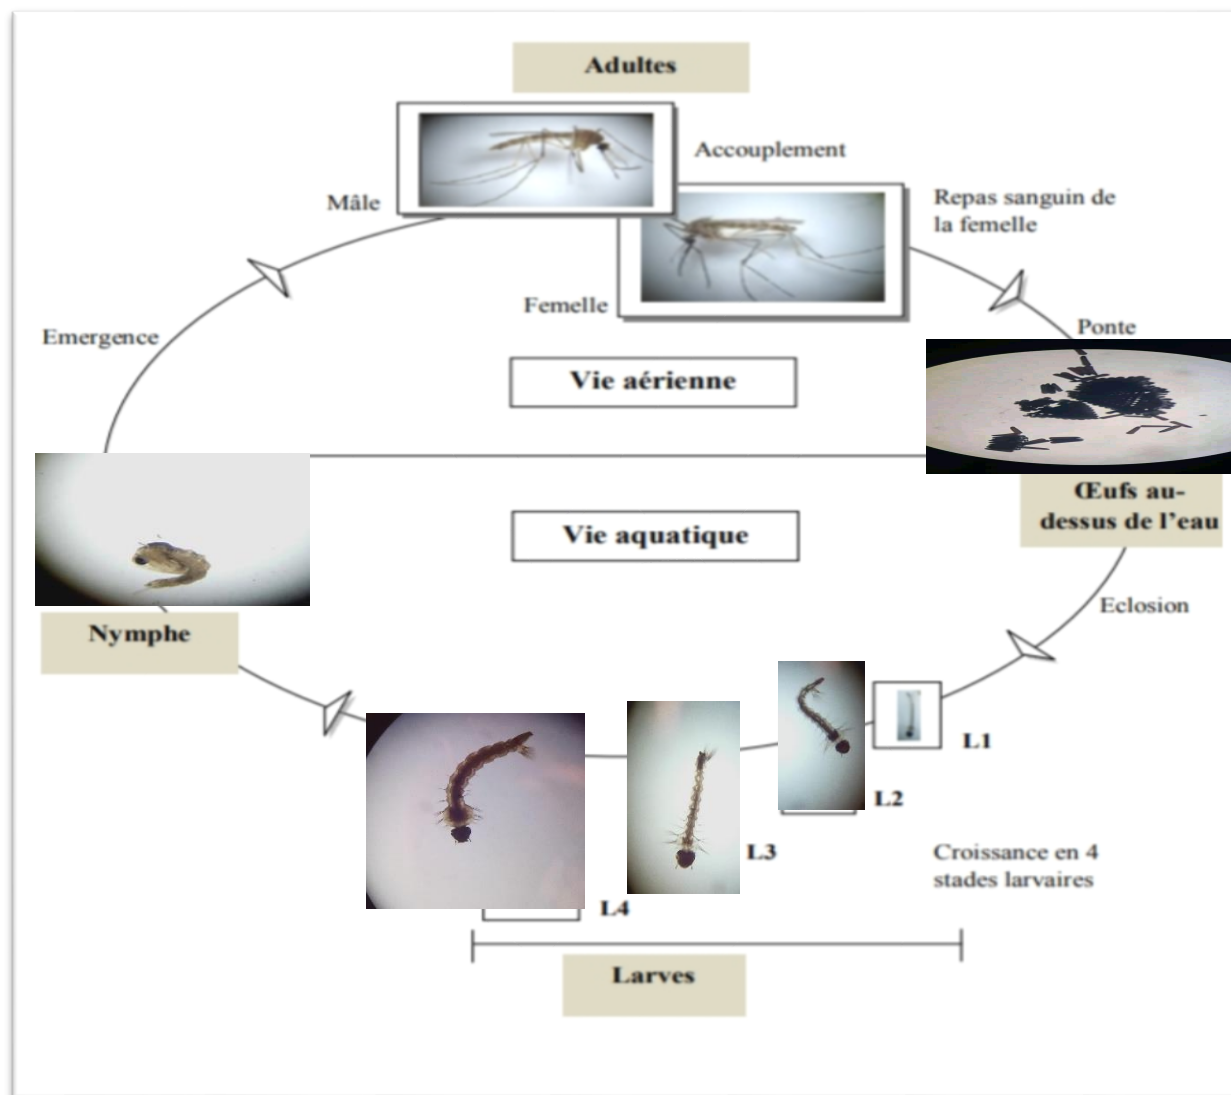 Adultes
Accouplement
Mâle
Repas sanguin de
la femelle
Femelle
Emergence
Ponte
Vie aérienne
Œufs au-
dessus de l’eau
Vie aquatique
Eclosion
Nymphe
L1
L2
L3
Croissance en 4
stades larvaires
L4
Larves